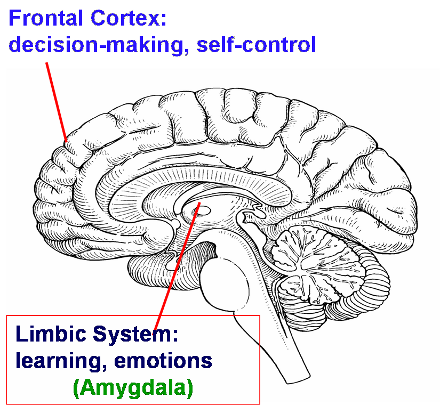 Frontal Cortex:
decision-making, self-control
Limbic System:
learning, emotions
(Amygdala)